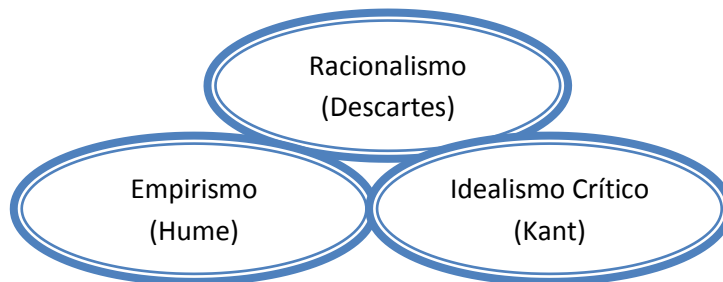 Racionalismo
(Descartes)
Empirismo
(Hume)
Idealismo Crítico
(Kant)